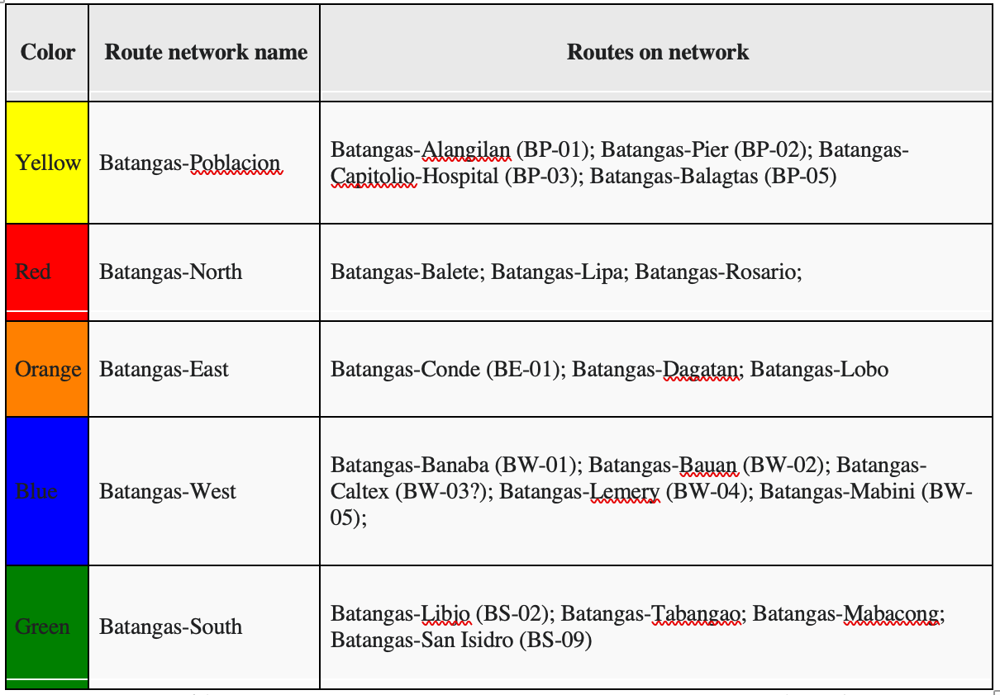 Color Route network name Routes on network
Yellow Batangas-Poblacion Batangas-Alangilan (BP-01); Batangas-Pier (BP-02); Batangas-
Capitolio-Hospital (BP-03); Batangas-Balagtas (BP-05)
Red Batangas-North Batangas-Balete; Batangas-Lipa; Batangas-Rosario;
Orange Batangas-East Batangas-Conde (BE-01); Batangas-Dagatan; Batangas-Lobo
Batangas-Banaba (BW-01); Batangas-Bauan (BW-02); Batangas-
Blue Batangas-West Caltex (BW-03?); Batangas-Lemery (BW-04); Batangas-Mabini (BW-
05);
Green Batangas-South Batangas-Libjo (BS-02); Batangas-Tabangao; Batangas-Mabacong;
Batangas-San Isidro (BS-09)